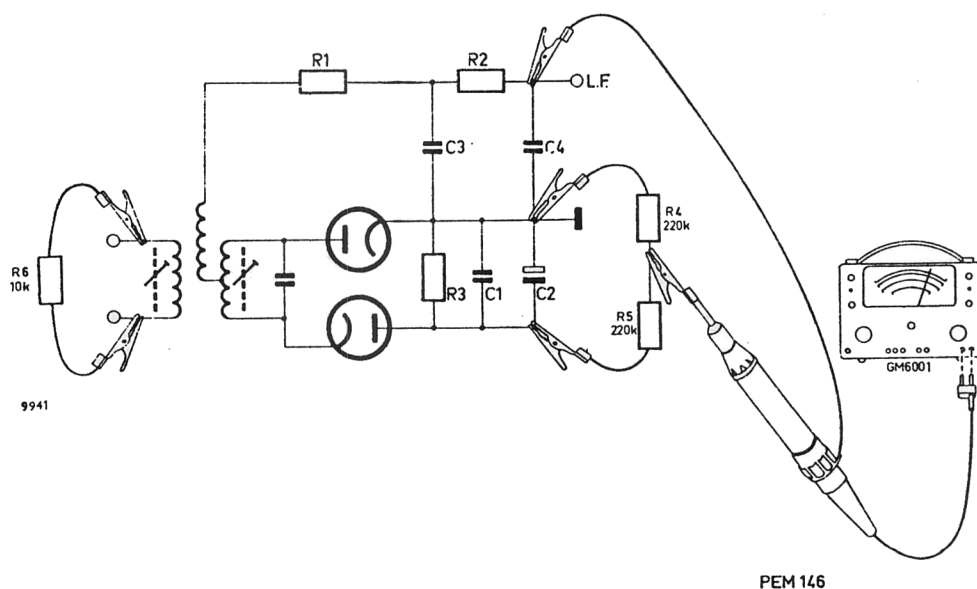 R1
R2
L.F.
C3
C4
R6
10k
R4
220k
R3
C1
C2
R5
220k
GM6001
9941
PEM 146